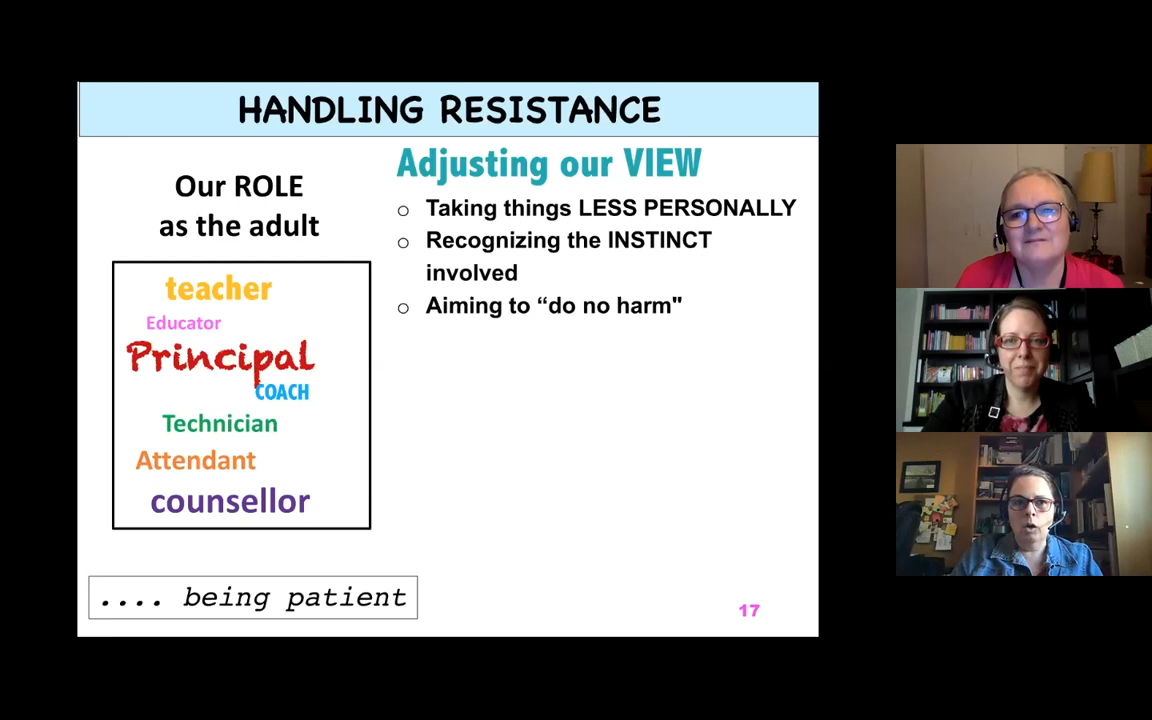 HANDLING RESISTANCE
Our ROLE
as the adult
teacher
Educator
Principal
COACH
Technician
Attendant
counsellor
.... being patient
Adjusting our VIEW
Taking things LESS PERSONALLY
Recognizing the INSTINCT
involved
Aiming to “do no harm"
17